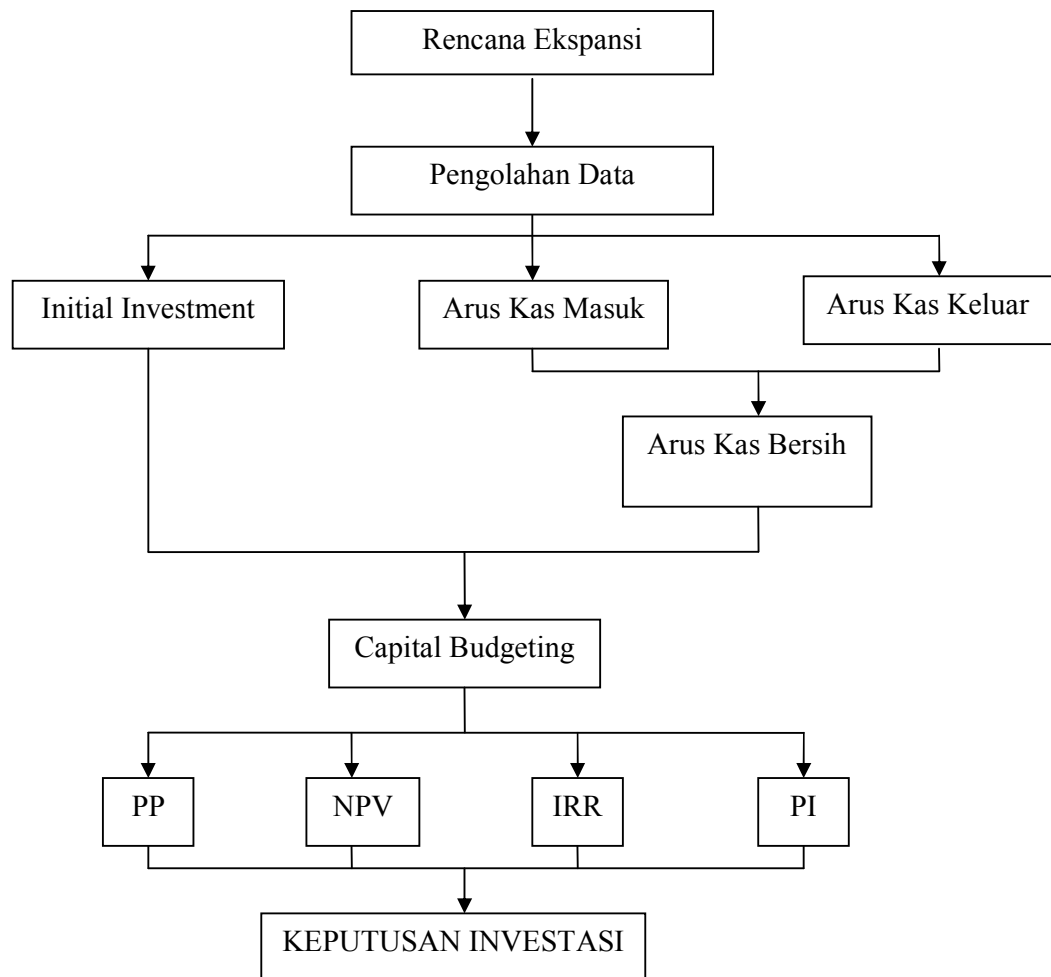 Rencana Ekspansi
Pengolahan Data
Initial Investment
Arus Kas Masuk
Arus Kas Keluar
Arus Kas Bersih
Capital Budgeting
PP
NPV
IRR
PI
KEPUTUSAN INVESTASI